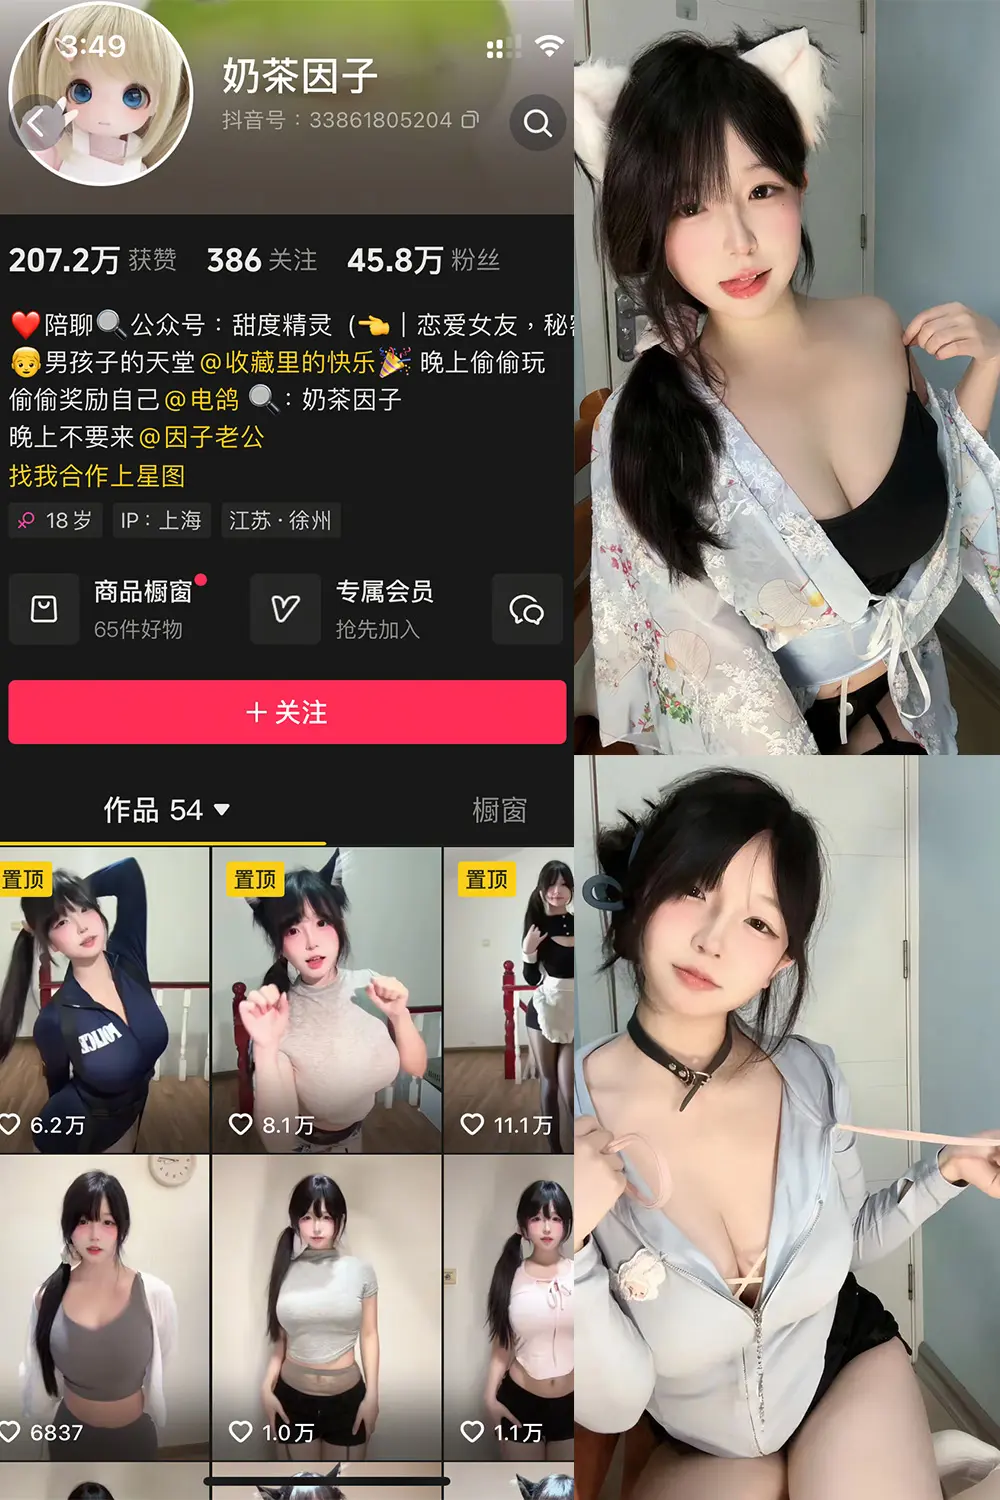 3:49
奶茶因子
抖音号：33861805204
207.2万 获赞 386 关注 45.8万 粉丝
❤️陪聊🔍公众号：甜度精灵（👈｜恋爱女友，秘
👨男孩子的天堂@收藏里的快乐🎉 晚上偷偷玩
偷偷奖励自己@电鸽 🔍：奶茶因子
晚上不要来@因子老公
找我合作上星图
18岁 IP：上海 江苏·徐州
商品橱窗 专属会员
65件好物 抢先加入
＋关注
作品 54 橱窗
置顶 置顶 置顶
POLICE
6.2万 8.1万 11.1万
6837 1.0万 1.1万